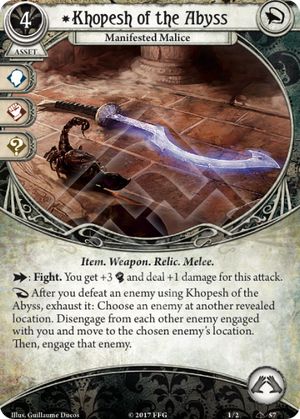 4
*Khopesh of the Abyss
Manifested Malice
ASSET
?
Item. Weapon. Relic. Melee.
: Fight. You get +3 and deal +1 damage for this attack.
After you defeat an enemy using Khopesh of the
Abyss, exhaust it: Choose an enemy at another revealed
location. Disengage from each other enemy engaged
with you and move to the chosen enemy's location.
Then, engage that enemy.
Illus. Guillaume Ducos
© 2017 FFG
1/2
57